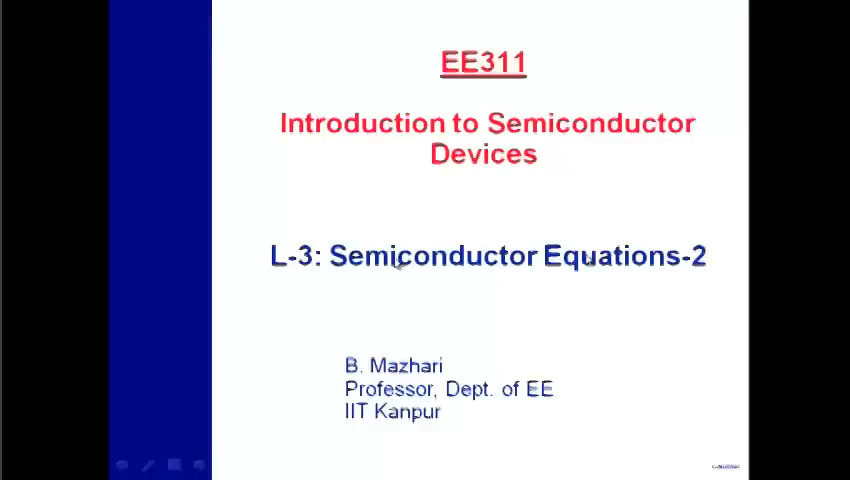 EE311
Introduction to Semiconductor
Devices
L-3: Semiconductor Equations-2
B. Mazhari
Professor, Dept. of EE
IIT Kanpur